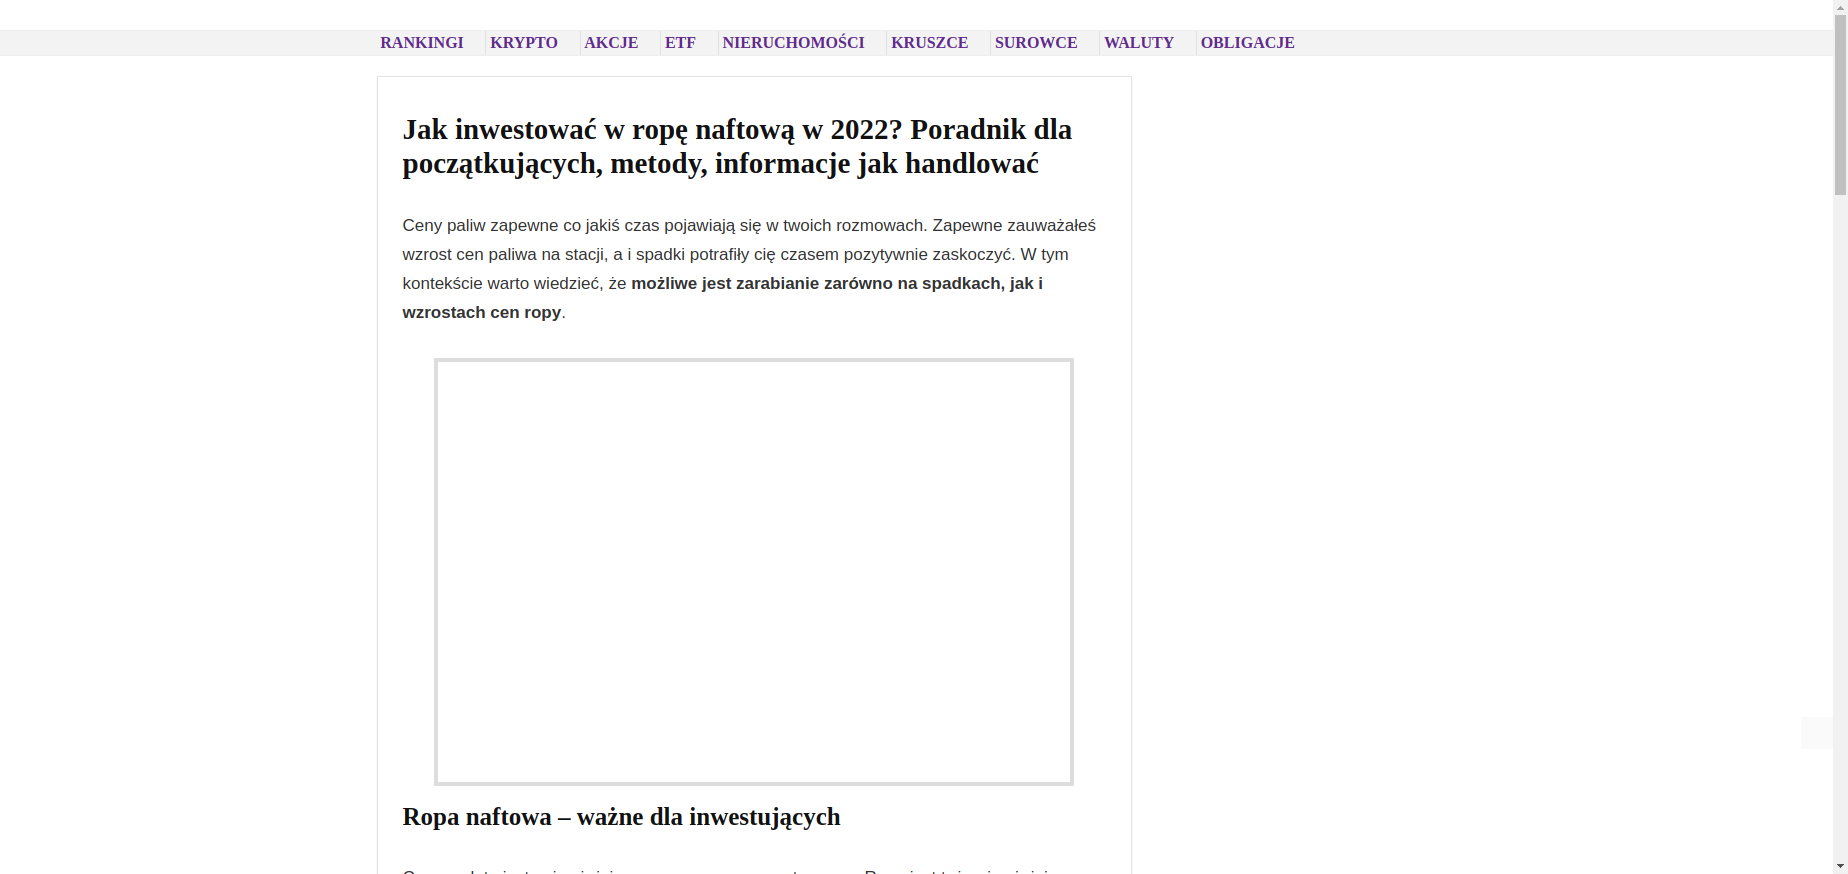 RANKINGI KRYPTO AKCJE ETF NIERUCHOMOŚCI KRUSZCE SUROWCE WALUTY OBLIGACJE
Jak inwestować w ropę naftową w 2022? Poradnik dla
początkujących, metody, informacje jak handlować
Ceny paliw zapewne co jakiś czas pojawiają się w twoich rozmowach. Zapewne zauważałeś
wzrost cen paliwa na stacji, a i spadki potrafiły cię czasem pozytywnie zaskoczyć. W tym
kontekście warto wiedzieć, że możliwe jest zarabianie zarówno na spadkach, jak i
wzrostach cen ropy.
Ropa naftowa – ważne dla inwestujących